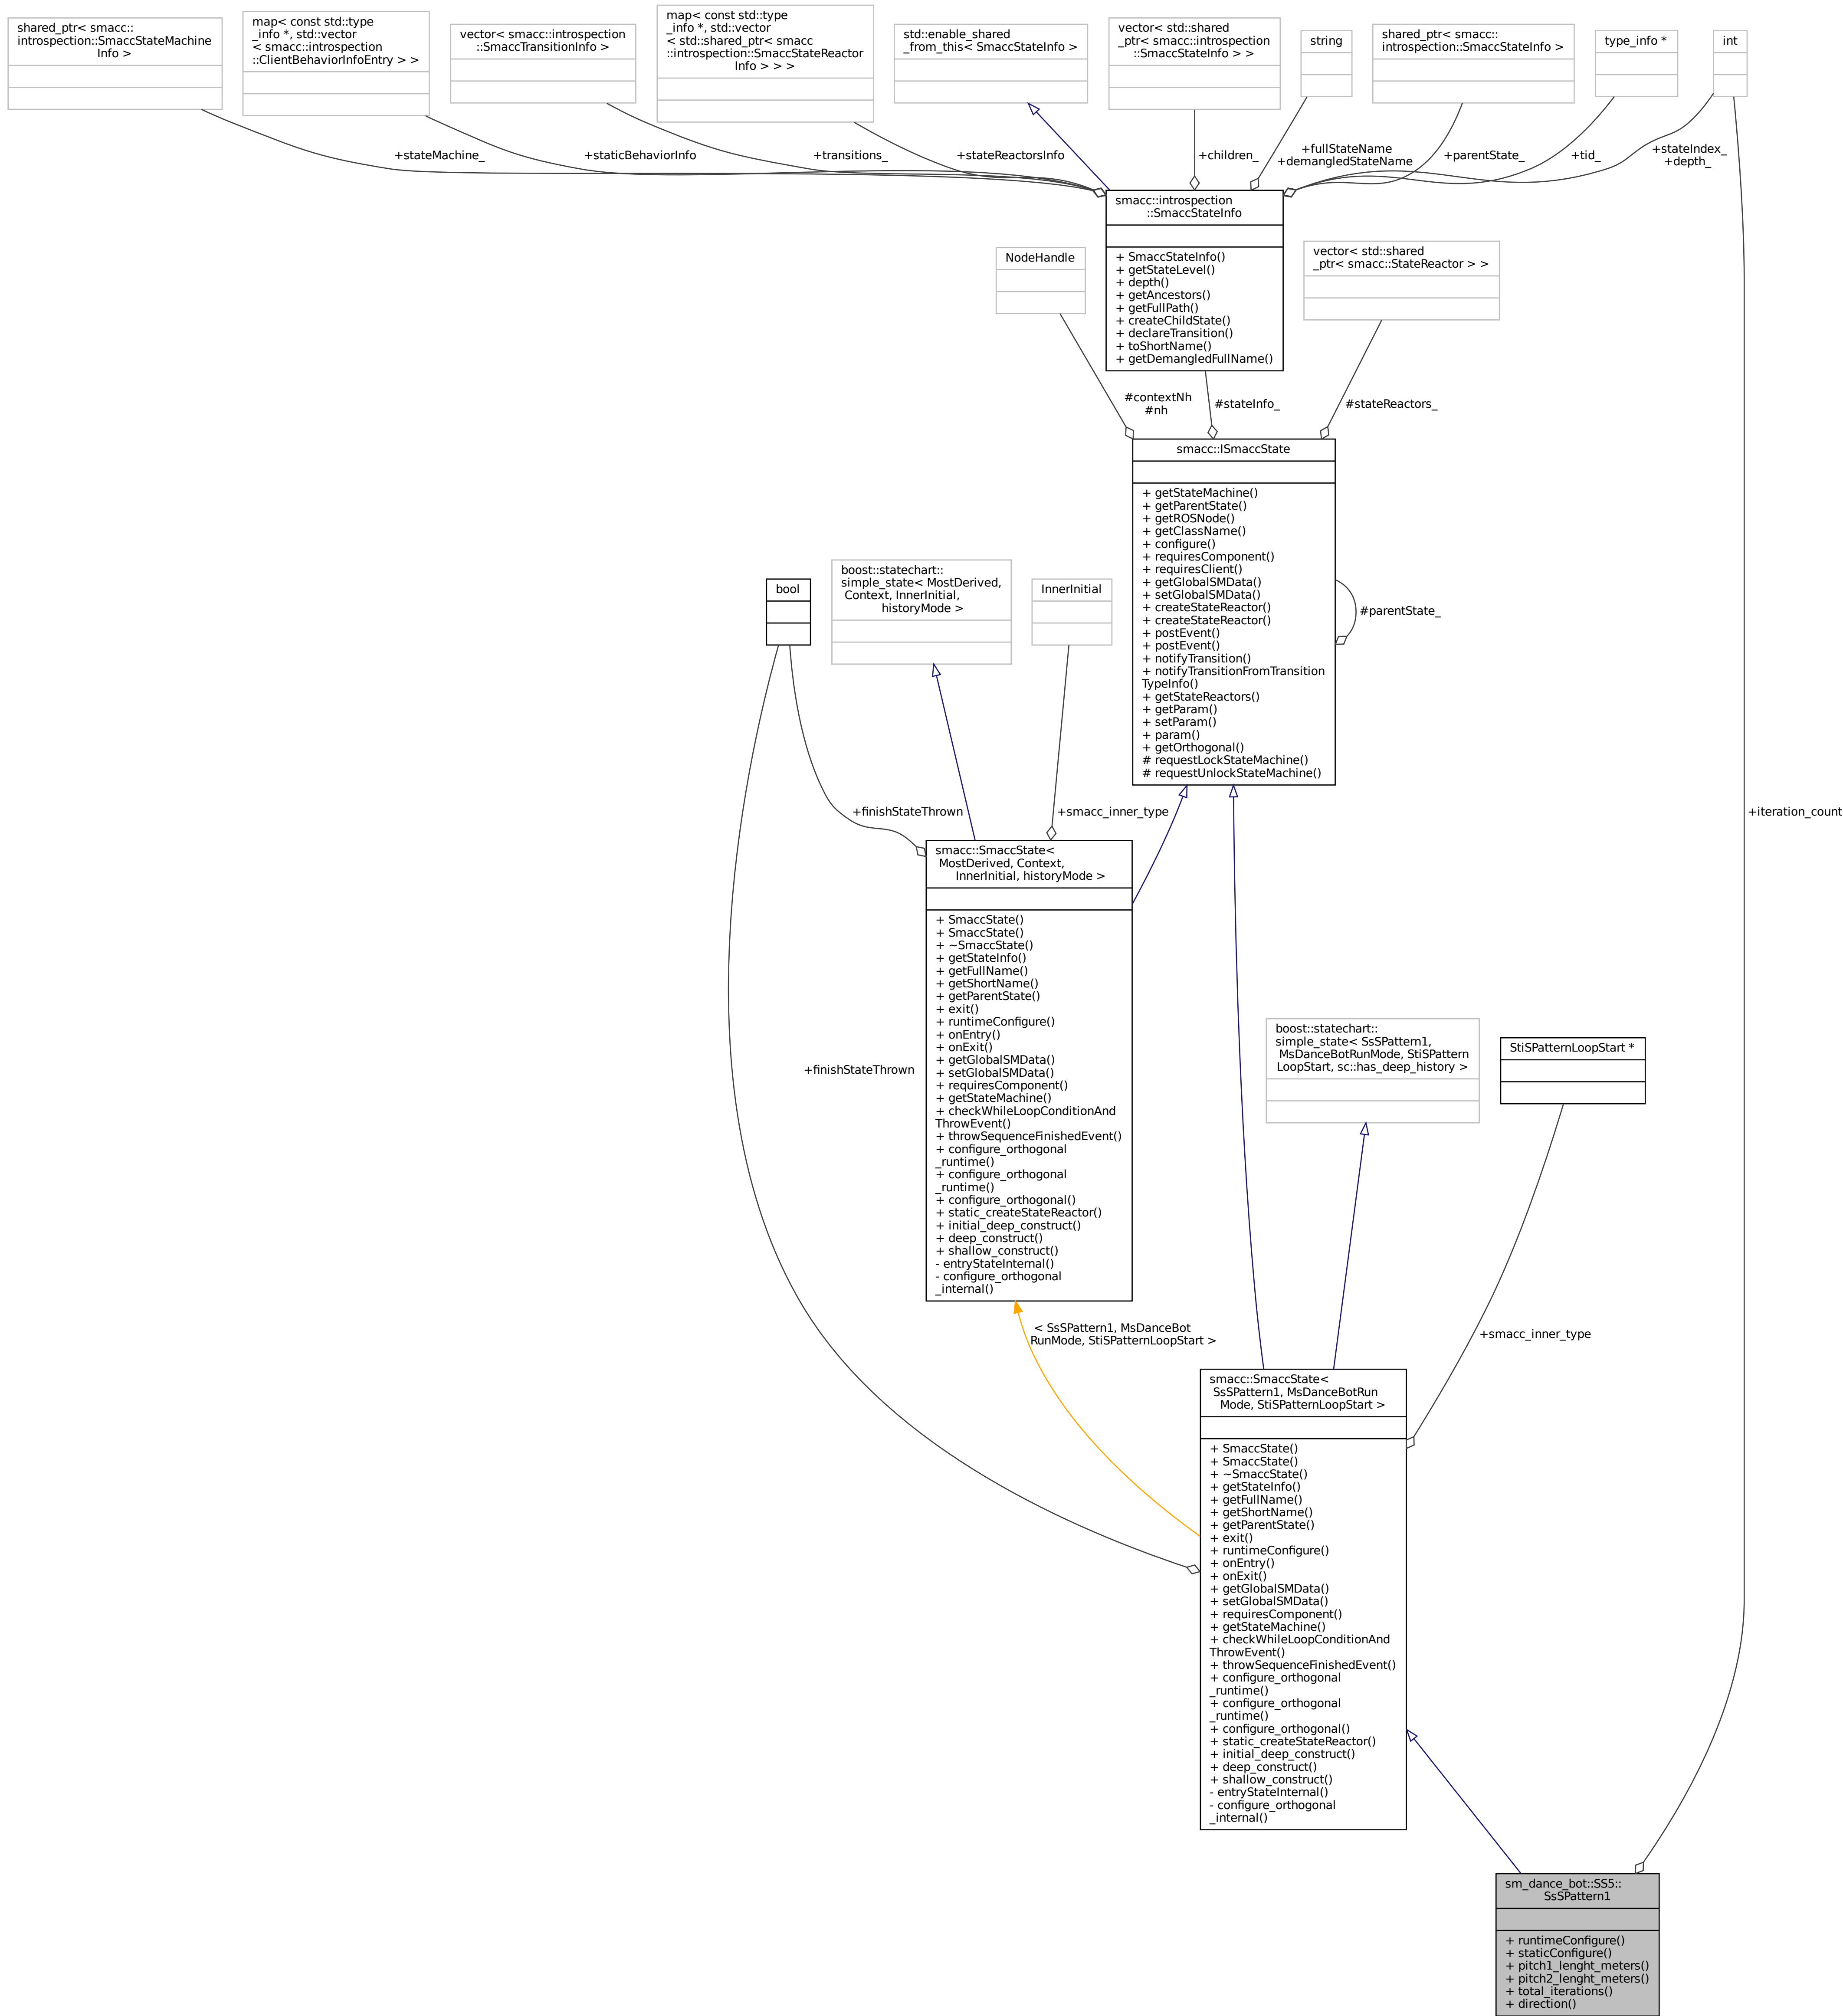 shared_ptr< smacc::
introspection::SmaccStateMachine
Info >
map< const std::type
_info *, std::vector
< smacc::introspection
::ClientBehaviorInfoEntry > >
vector< smacc::introspection
::SmaccTransitionInfo >
map< const std::type
_info *, std::vector
< std::shared_ptr< smacc
::introspection::SmaccStateReactor
Info > > >
std::enable_shared
_from_this< SmaccStateInfo >
vector< std::shared
_ptr< smacc::introspection
::SmaccStateInfo > >
string
shared_ptr< smacc::
introspection::SmaccStateInfo >
type_info *
int
+stateMachine_
+staticBehaviorInfo
+transitions_
+stateReactorsInfo
+children_
+fullStateName
+demangledStateName
+parentState_
+tid_
+stateIndex_
+depth_
smacc::introspection
::SmaccStateInfo
+ SmaccStateInfo()
+ getStateLevel()
+ depth()
+ getAncestors()
+ getFullPath()
+ createChildState()
+ declareTransition()
+ toShortName()
+ getDemangledFullName()
NodeHandle
vector< std::shared
_ptr< smacc::StateReactor > >
#contextNh
#nh
#stateInfo_
#stateReactors_
smacc::ISmaccState
+ getStateMachine()
+ getParentState()
+ getROSNode()
+ getClassName()
+ configure()
+ requiresComponent()
+ requiresClient()
+ getGlobalSMData()
+ setGlobalSMData()
+ createStateReactor()
+ createStateReactor()
+ postEvent()
+ postEvent()
+ notifyTransition()
+ notifyTransitionFromTransition
TypeInfo()
+ getStateReactors()
+ getParam()
+ setParam()
+ param()
+ getOrthogonal()
# requestLockStateMachine()
# requestUnlockStateMachine()
#parentState_
bool
boost::statechart::
simple_state< MostDerived,
Context, InnerInitial,
historyMode >
InnerInitial
+finishStateThrown
+smacc_inner_type
+iteration_count
smacc::SmaccState<
MostDerived, Context,
InnerInitial, historyMode >
+ SmaccState()
+ SmaccState()
+ ~SmaccState()
+ getStateInfo()
+ getFullName()
+ getShortName()
+ getParentState()
+ exit()
+ runtimeConfigure()
+ onEntry()
+ onExit()
+ getGlobalSMData()
+ setGlobalSMData()
+ requiresComponent()
+ getStateMachine()
+ checkWhileLoopConditionAnd
ThrowEvent()
+ throwSequenceFinishedEvent()
+ configure_orthogonal
_runtime()
+ configure_orthogonal
_runtime()
+ configure_orthogonal()
+ static_createStateReactor()
+ initial_deep_construct()
+ deep_construct()
+ shallow_construct()
- entryStateInternal()
- configure_orthogonal
_internal()
+finishStateThrown
boost::statechart::
simple_state< SsSPattern1,
MsDanceBotRunMode, StiSPattern
LoopStart, sc::has_deep_history >
StiSPatternLoopStart *
< SsSPattern1, MsDanceBot
RunMode, StiSPatternLoopStart >
+smacc_inner_type
smacc::SmaccState<
SsSPattern1, MsDanceBotRun
Mode, StiSPatternLoopStart >
+ SmaccState()
+ SmaccState()
+ ~SmaccState()
+ getStateInfo()
+ getFullName()
+ getShortName()
+ getParentState()
+ exit()
+ runtimeConfigure()
+ onEntry()
+ onExit()
+ getGlobalSMData()
+ setGlobalSMData()
+ requiresComponent()
+ getStateMachine()
+ checkWhileLoopConditionAnd
ThrowEvent()
+ throwSequenceFinishedEvent()
+ configure_orthogonal
_runtime()
+ configure_orthogonal
_runtime()
+ configure_orthogonal()
+ static_createStateReactor()
+ initial_deep_construct()
+ deep_construct()
+ shallow_construct()
- entryStateInternal()
- configure_orthogonal
_internal()
sm_dance_bot::SS5::
SsSPattern1
+ runtimeConfigure()
+ staticConfigure()
+ pitch1_lenght_meters()
+ pitch2_lenght_meters()
+ total_iterations()
+ direction()